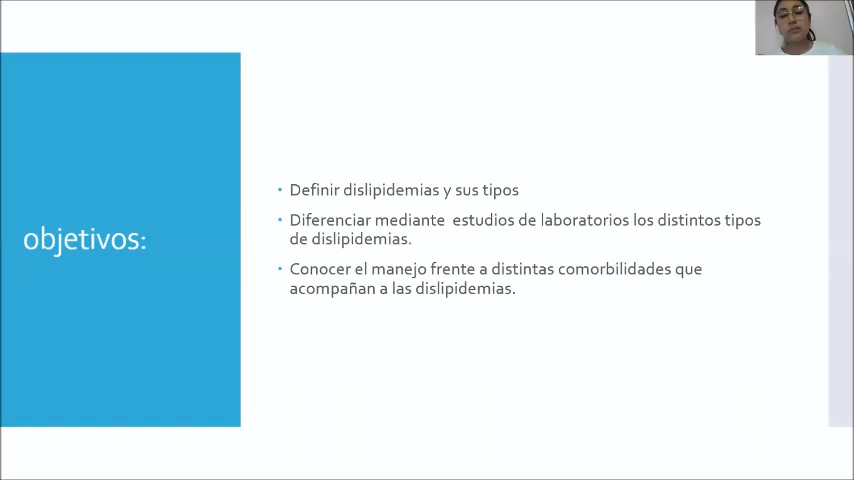 objetivos:
• Definir dislipidemias y sus tipos
• Diferenciar mediante  estudios de laboratorios los distintos tipos
de dislipidemias.
• Conocer el manejo frente a distintas comorbilidades que
acompañan a las dislipidemias.